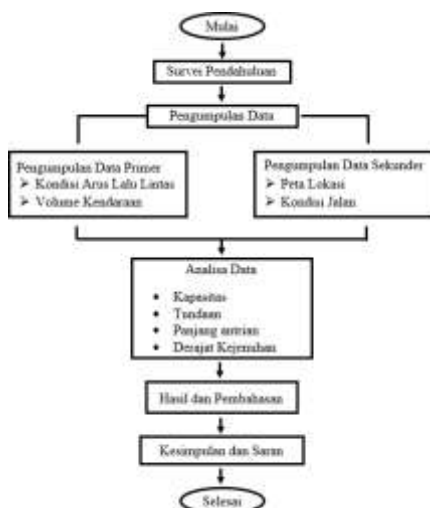 Mulai
Survei Pendahuluan
Pengumpulan Data
Pengumpulan Data Primer
➢ Kondisi Arus Lalu Lintas
➢ Volume Kendaraan
Pengumpulan Data Sekunder
➢ Peta Lokasi
➢ Kondisi Jalan
Analisa Data
• Kapasitas
• Tundaan
• Panjang antrian
• Derajat Kejenuhan
Hasil dan Pembahasan
Kesimpulan dan Saran
Selesai